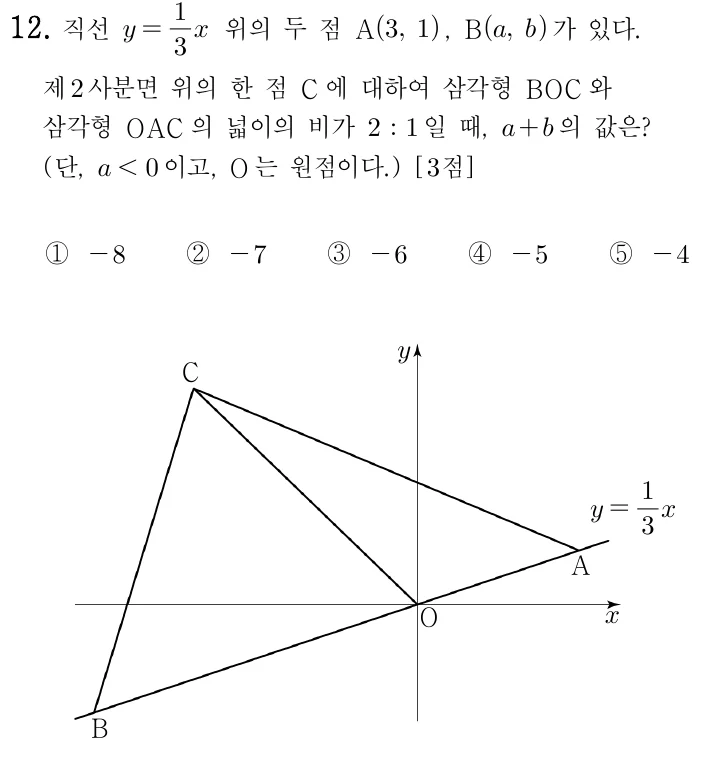 12. 직선 y=\frac{1}{3}x 위의 두 점 A(3, 1), B(a, b)가 있다.
제2사분면 위의 한 점 C에 대하여 삼각형 BOC와
삼각형 OAC의 넓이의 비가 2 : 1일 때, a+b의 값은?
(단, a<0이고, O는 원점이다.) [3점]
① -8 ② -7 ③ -6 ④ -5 ⑤ -4
y
C
y=\frac{1}{3}x
A
O
x
B